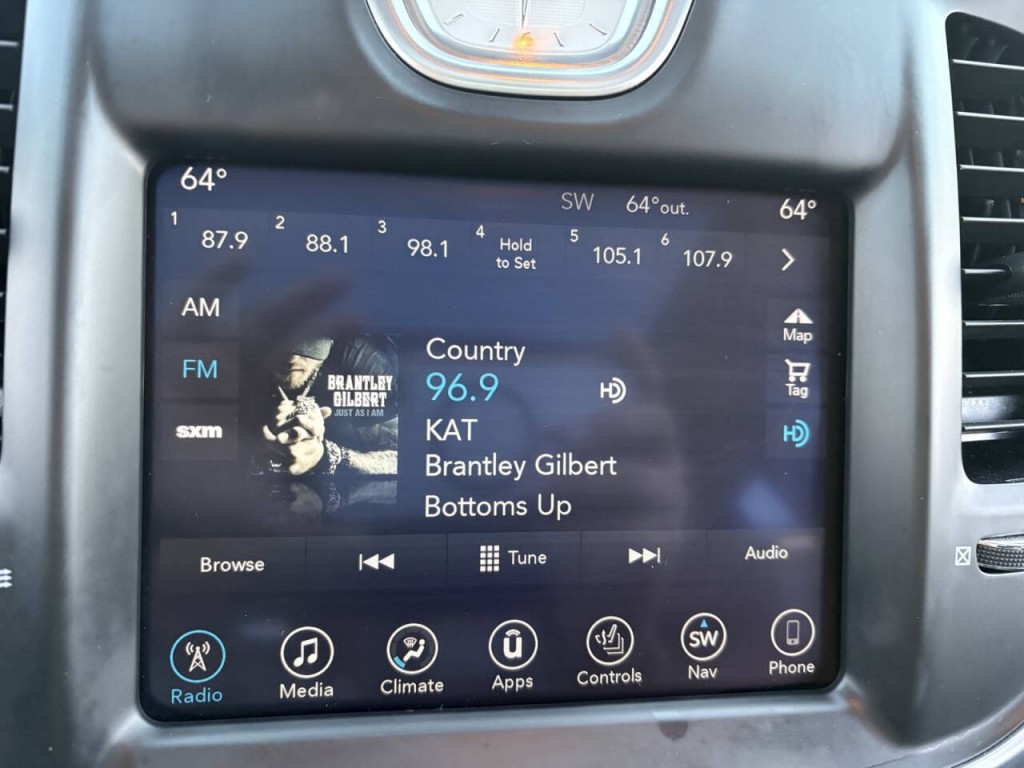 6
64°
SW 64°out. 64°
1 87.9 2 88.1 3 98.1 4 Hold to Set 5 105.1 6 107.9
AM
FM
sxm
BRANTLEY
GILBERT
JUST AS I AM
Country
96.9 HD
KAT
Brantley Gilbert
Bottoms Up
Map
Tag
HD
Browse Tune Audio
SW
Radio Media Climate Apps Controls Nav Phone